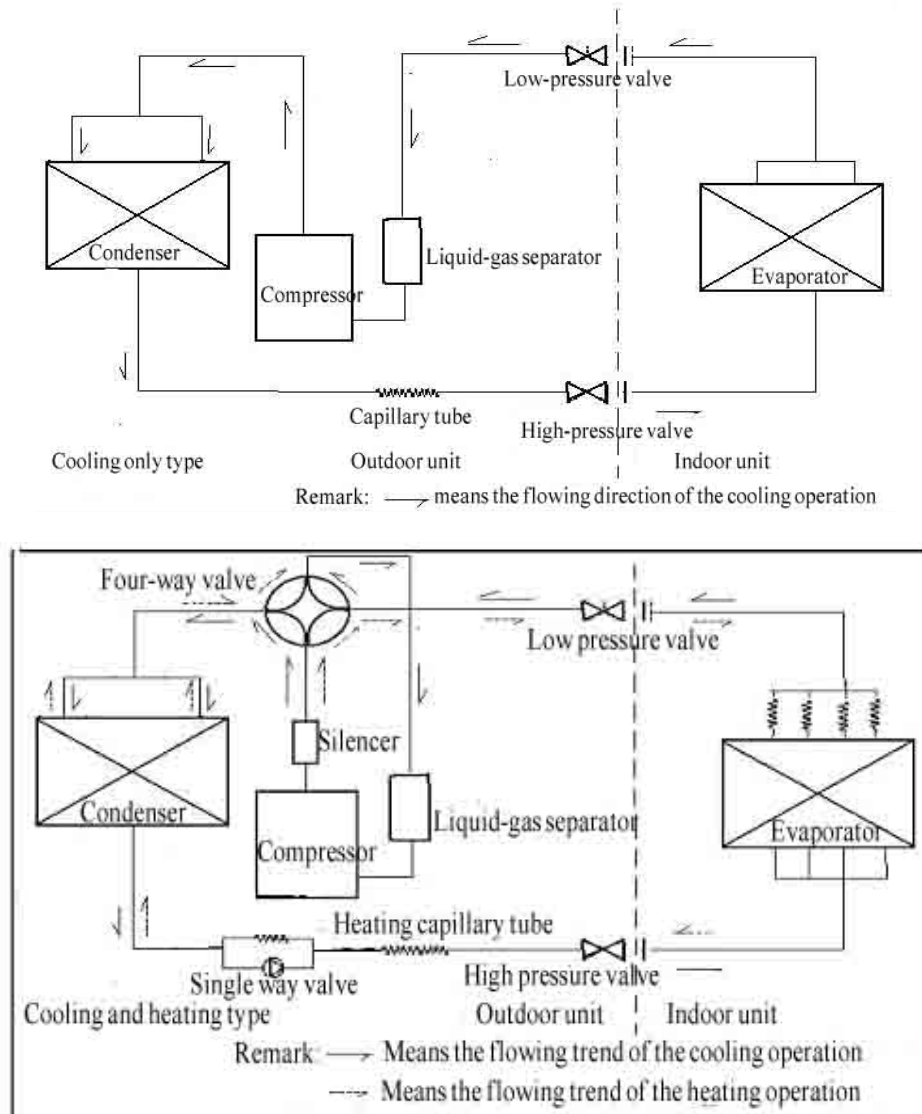 Low-pressure valve
Condenser
Liquid-gas separator
Compressor
Evaporator
Capillary tube
High-pressure valve
Cooling only type
Outdoor unit
Indoor unit
Remark: means the flowing direction of the cooling operation
Four-way valve
Low pressure valve
Silencer
Condenser
Liquid-gas separator
Compressor
Evaporator
Heating capillary tube
Single way valve
High pressure valve
Cooling and heating type
Outdoor unit
Indoor unit
Remark: Means the flowing trend of the cooling operation
Means the flowing trend of the heating operation